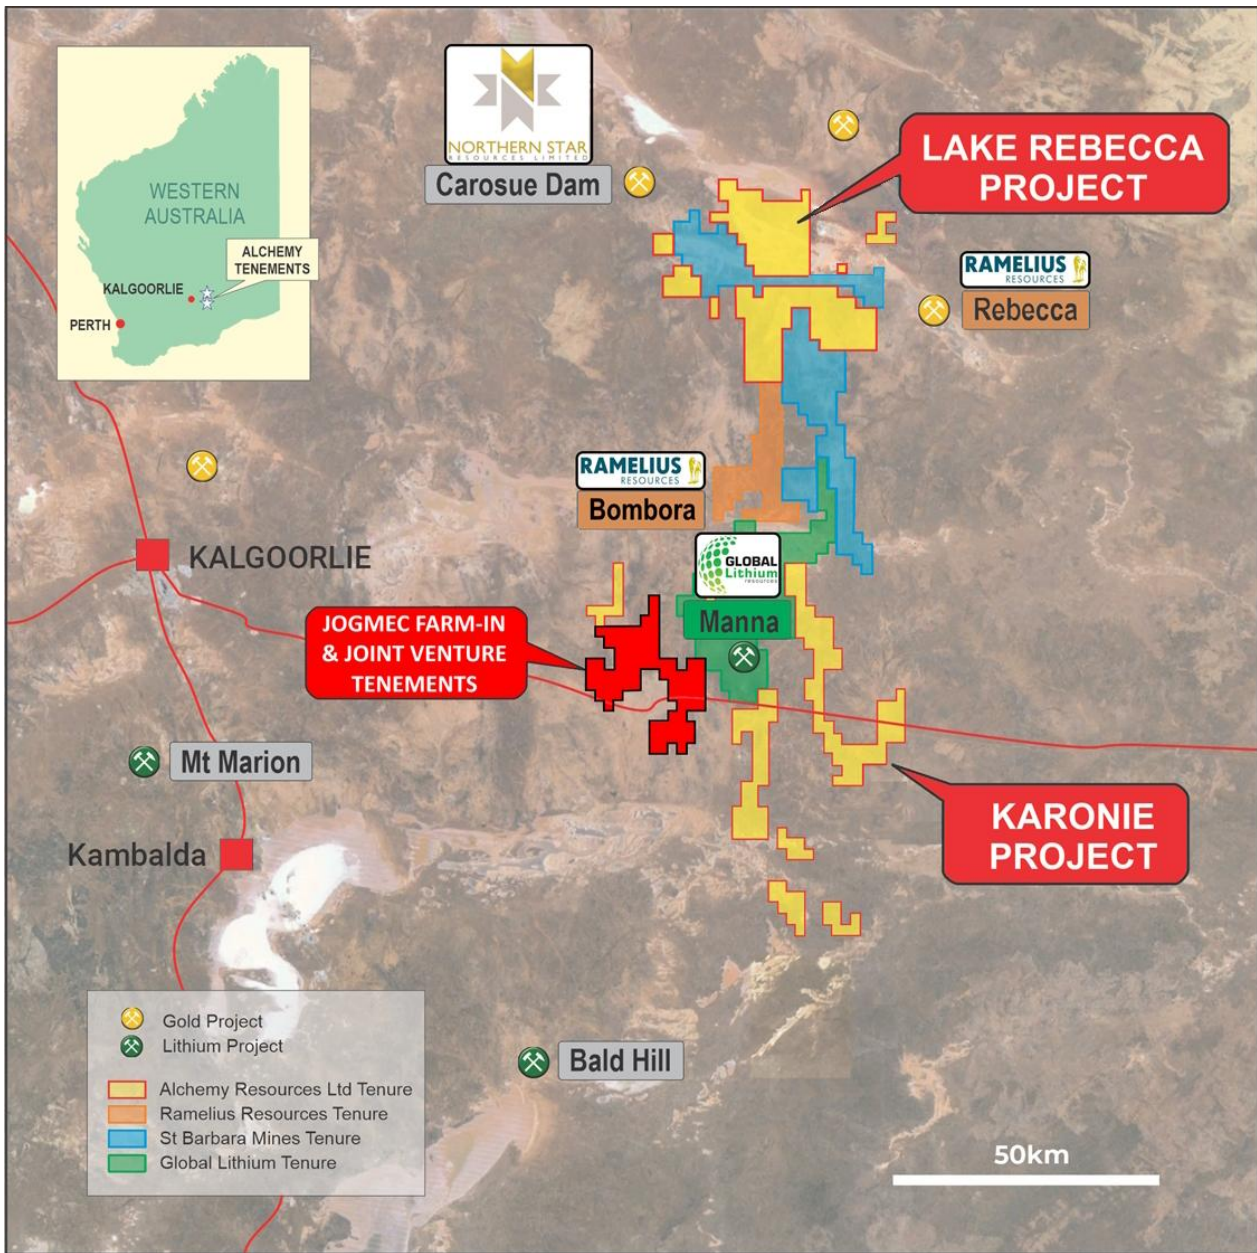 WESTERN
AUSTRALIA
ALCHEMY
TENEMENTS
KALGOORLIE
PERTH
NORTHERN STAR
RESOURCES LIMITED
Carosue Dam
LAKE REBECCA
PROJECT
RAMELIUS
RESOURCES
Rebecca
RAMELIUS
RESOURCES
Bombora
KALGOORLIE
GLOBAL
Lithium
resources
Manna
JOGMEC FARM-IN
& JOINT VENTURE
TENEMENTS
Mt Marion
Kambalda
KARONIE
PROJECT
Bald Hill
Gold Project
Lithium Project
Alchemy Resources Ltd Tenure
Ramelius Resources Tenure
St Barbara Mines Tenure
Global Lithium Tenure
50km